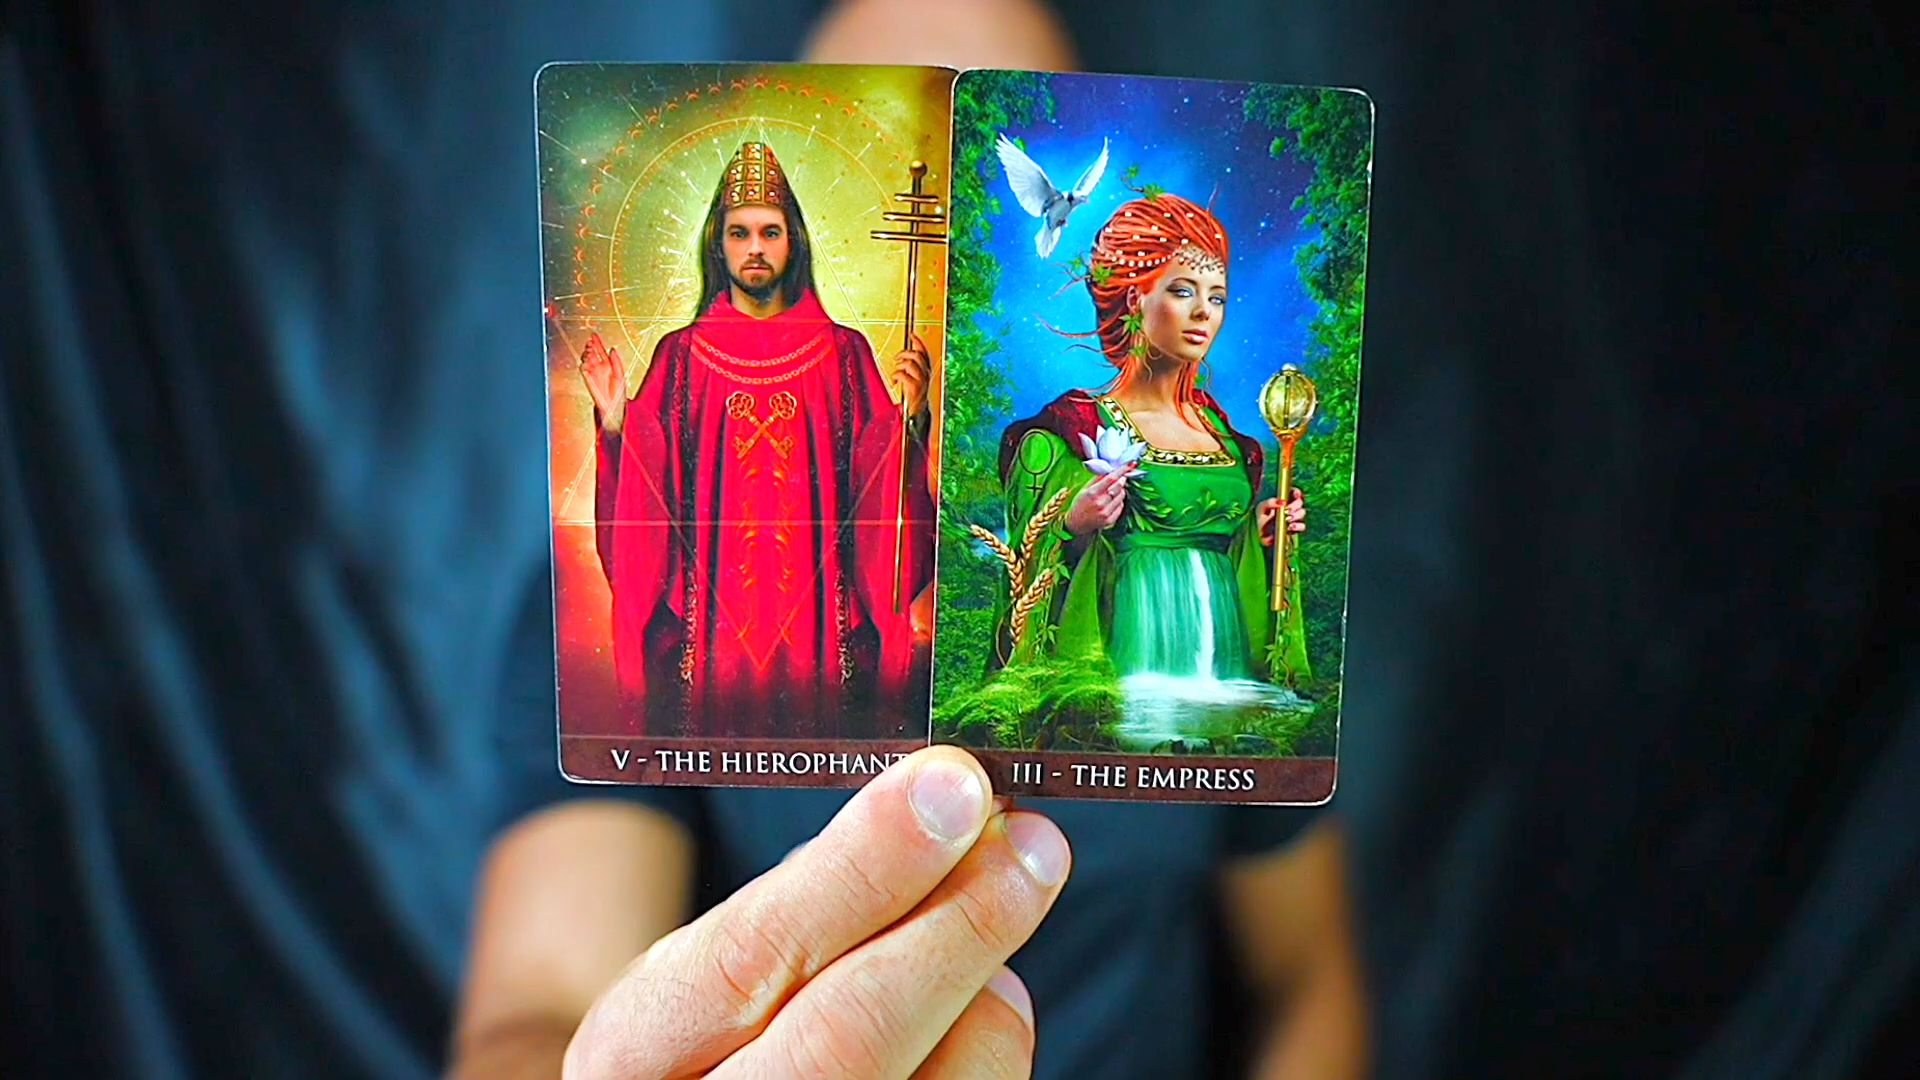 V - THE HIEROPHANT
III - THE EMPRESS